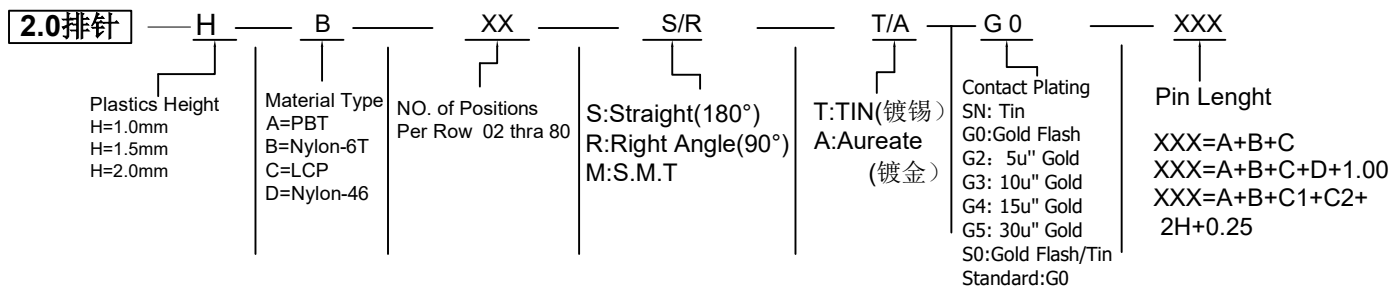 2.0排针 H B XX S/R T/A G 0 XXX
Plastics Height
H=1.0mm
H=1.5mm
H=2.0mm
Material Type
A=PBT
B=Nylon-6T
C=LCP
D=Nylon-46
NO. of Positions
Per Row 02 thra 80
S:Straight(180°)
R:Right Angle(90°)
M:S.M.T
T:TIN(镀锡）
A:Aureate
(镀金）
Contact Plating
SN: Tin
G0:Gold Flash
G2: 5u" Gold
G3: 10u" Gold
G4: 15u" Gold
G5: 30u" Gold
S0:Gold Flash/Tin
Standard:G0
Pin Lenght
XXX=A+B+C
XXX=A+B+C+D+1.00
XXX=A+B+C1+C2+
2H+0.25